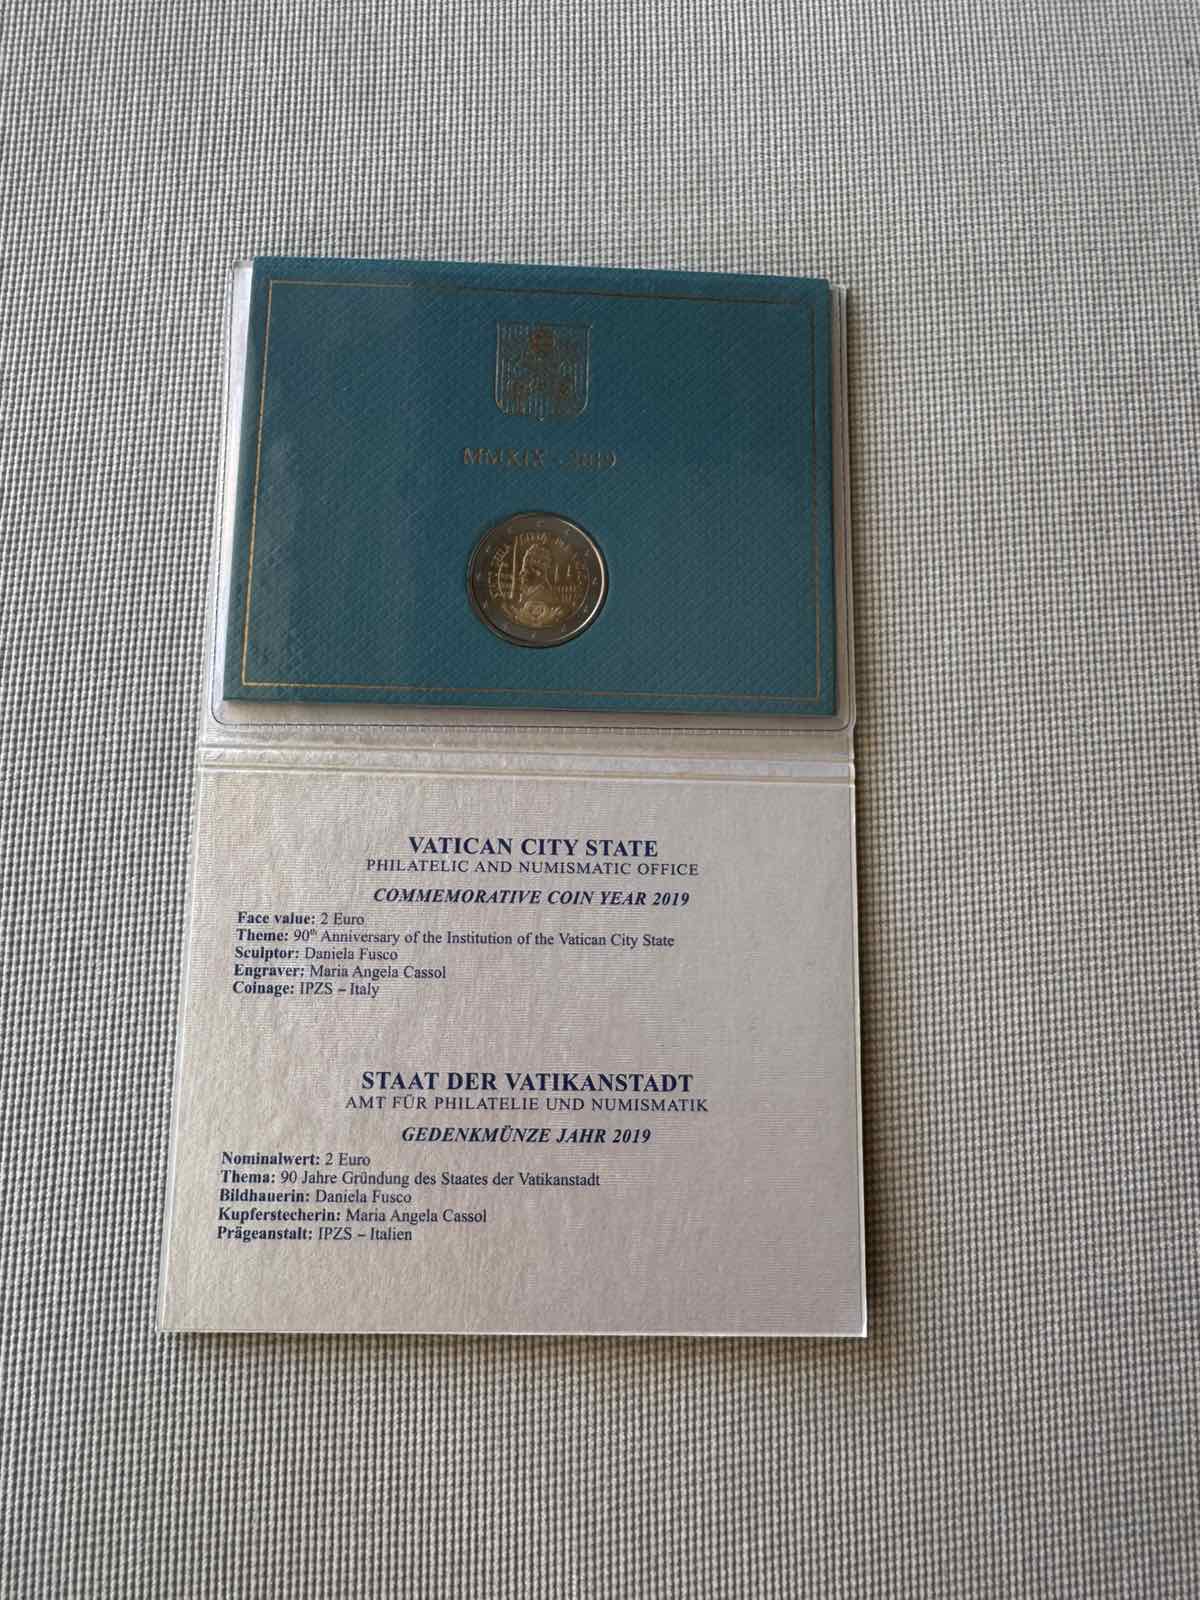 MMXIX - 2019
VATICAN CITY STATE
PHILATELIC AND NUMISMATIC OFFICE
COMMEMORATIVE COIN YEAR 2019
Face value: 2 Euro
Theme: 90th Anniversary of the Institution of the Vatican City State
Sculptor: Daniela Fusco
Engraver: Maria Angela Cassol
Coinage: IPZS – Italy
STAAT DER VATIKANSTADT
AMT FÜR PHILATELIE UND NUMISMATIK
GEDENKMÜNZE JAHR 2019
Nominalwert: 2 Euro
Thema: 90 Jahre Gründung des Staates der Vatikanstadt
Bildhauerin: Daniela Fusco
Kupferstecherin: Maria Angela Cassol
Prägeanstalt: IPZS – Italien